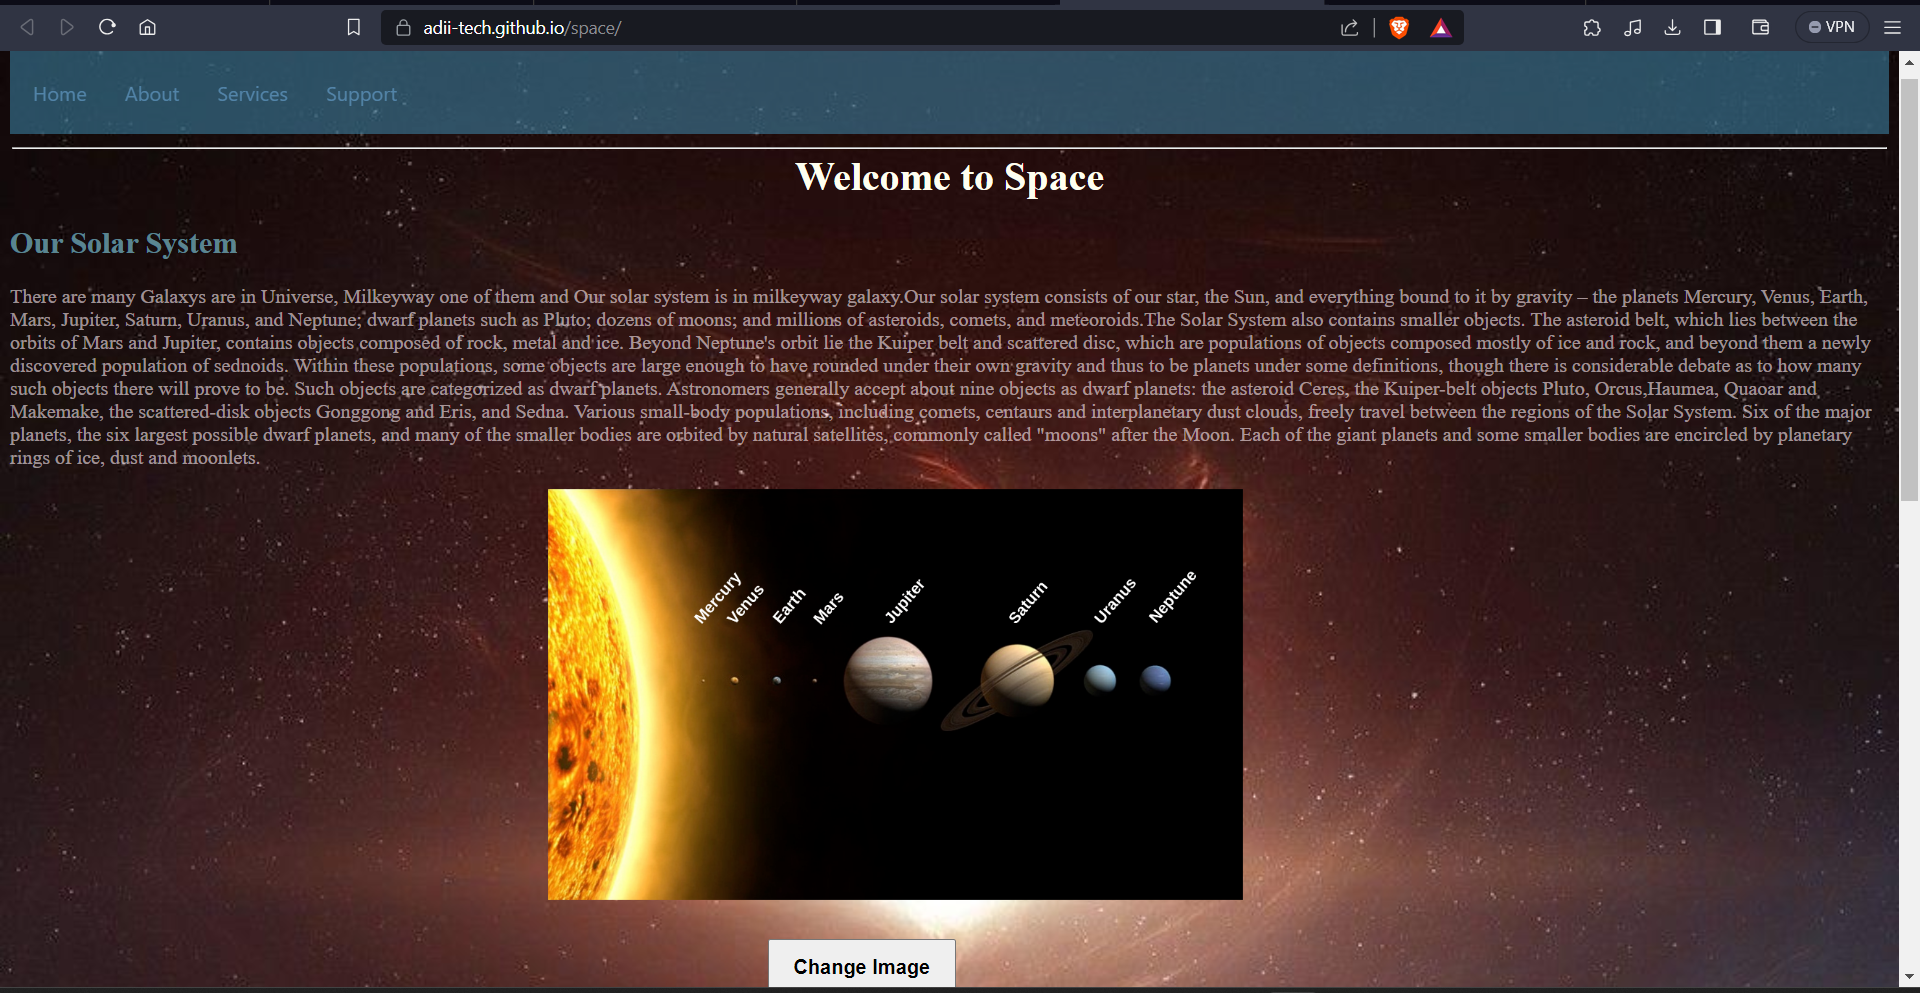 adii-tech.github.io/space/
VPN
Home About Services Support
Welcome to Space
Our Solar System
There are many Galaxys are in Universe, Milkeyway one of them and Our solar system is in milkeyway galaxy.Our solar system consists of our star, the Sun, and everything bound to it by gravity – the planets Mercury, Venus, Earth,
Mars, Jupiter, Saturn, Uranus, and Neptune; dwarf planets such as Pluto; dozens of moons; and millions of asteroids, comets, and meteoroids.The Solar System also contains smaller objects. The asteroid belt, which lies between the
orbits of Mars and Jupiter, contains objects composed of rock, metal and ice. Beyond Neptune's orbit lie the Kuiper belt and scattered disc, which are populations of objects composed mostly of ice and rock, and beyond them a newly
discovered population of sednoids. Within these populations, some objects are large enough to have rounded under their own gravity and thus to be planets under some definitions, though there is considerable debate as to how many
such objects there will prove to be. Such objects are categorized as dwarf planets. Astronomers generally accept about nine objects as dwarf planets: the asteroid Ceres, the Kuiper-belt objects Pluto, Orcus,Haumea, Quaoar and
Makemake, the scattered-disk objects Gonggong and Eris, and Sedna. Various small-body populations, including comets, centaurs and interplanetary dust clouds, freely travel between the regions of the Solar System. Six of the major
planets, the six largest possible dwarf planets, and many of the smaller bodies are orbited by natural satellites, commonly called "moons" after the Moon. Each of the giant planets and some smaller bodies are encircled by planetary
rings of ice, dust and moonlets.
Mercury
Venus
Earth
Mars
Jupiter
Saturn
Uranus
Neptune
Change Image